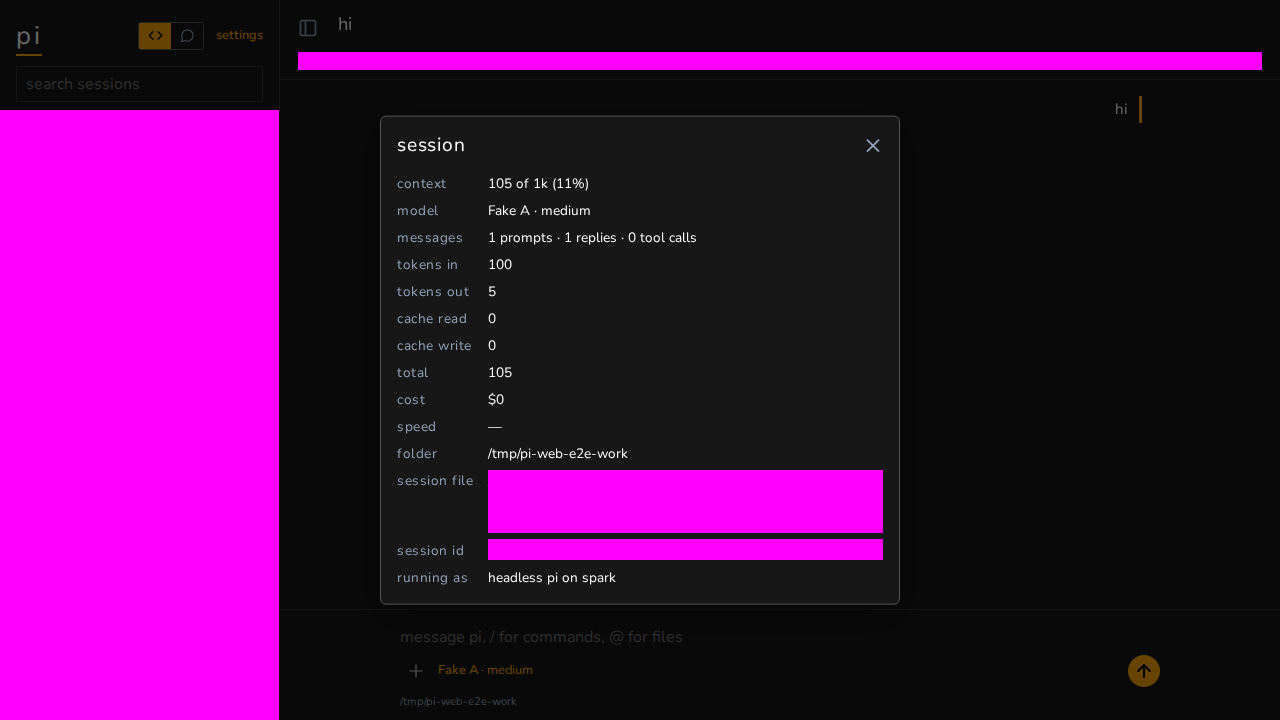 pi
settings
search sessions
hi
hi
session
context 105 of 1k (11%)
model Fake A · medium
messages 1 prompts · 1 replies · 0 tool calls
tokens in 100
tokens out 5
cache read 0
cache write 0
total 105
cost $0
speed —
folder /tmp/pi-web-e2e-work
session file
session id
running as headless pi on spark
message pi, / for commands, @ for files
Fake A · medium
/tmp/pi-web-e2e-work